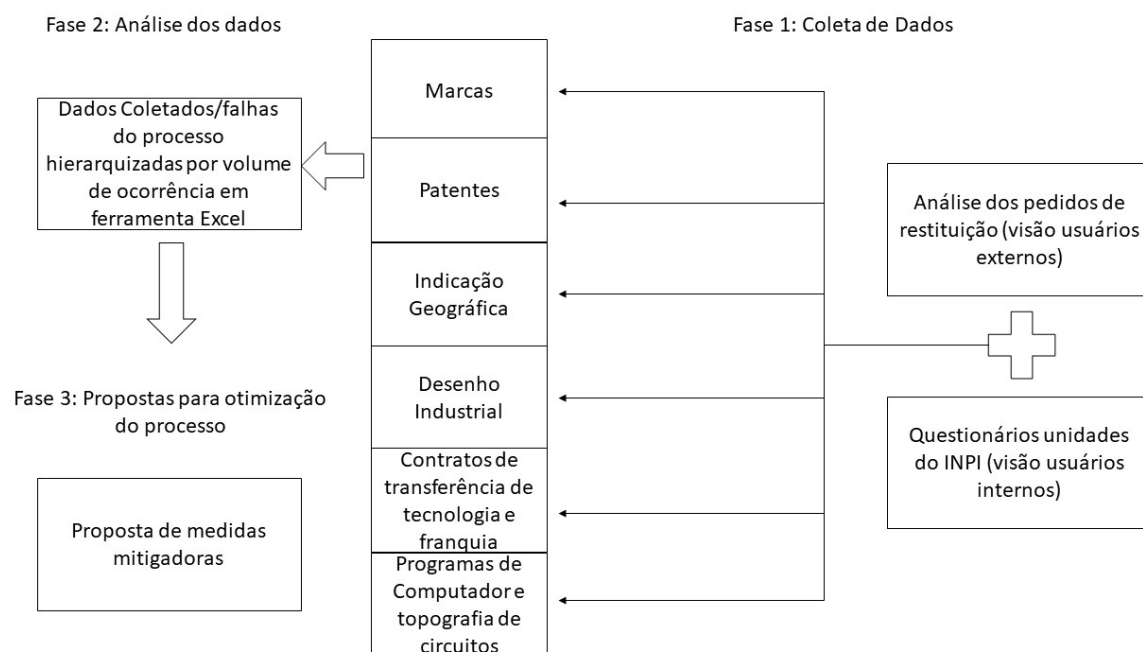 Fase 2: Análise dos dados
Fase 1: Coleta de Dados
Dados Coletados/falhas
do processo
hierarquizadas por volume
de ocorrência em
ferramenta Excel
Marcas
Patentes
Indicação
Geográfica
Desenho
Industrial
Contratos de
transferência de
tecnologia e
franquia
Programas de
Computador e
topografia de
circuitos
Análise dos pedidos de
restituição (visão usuários
externos)
Questionários unidades
do INPI (visão usuários
internos)
Fase 3: Propostas para otimização
do processo
Proposta de medidas
mitigadoras